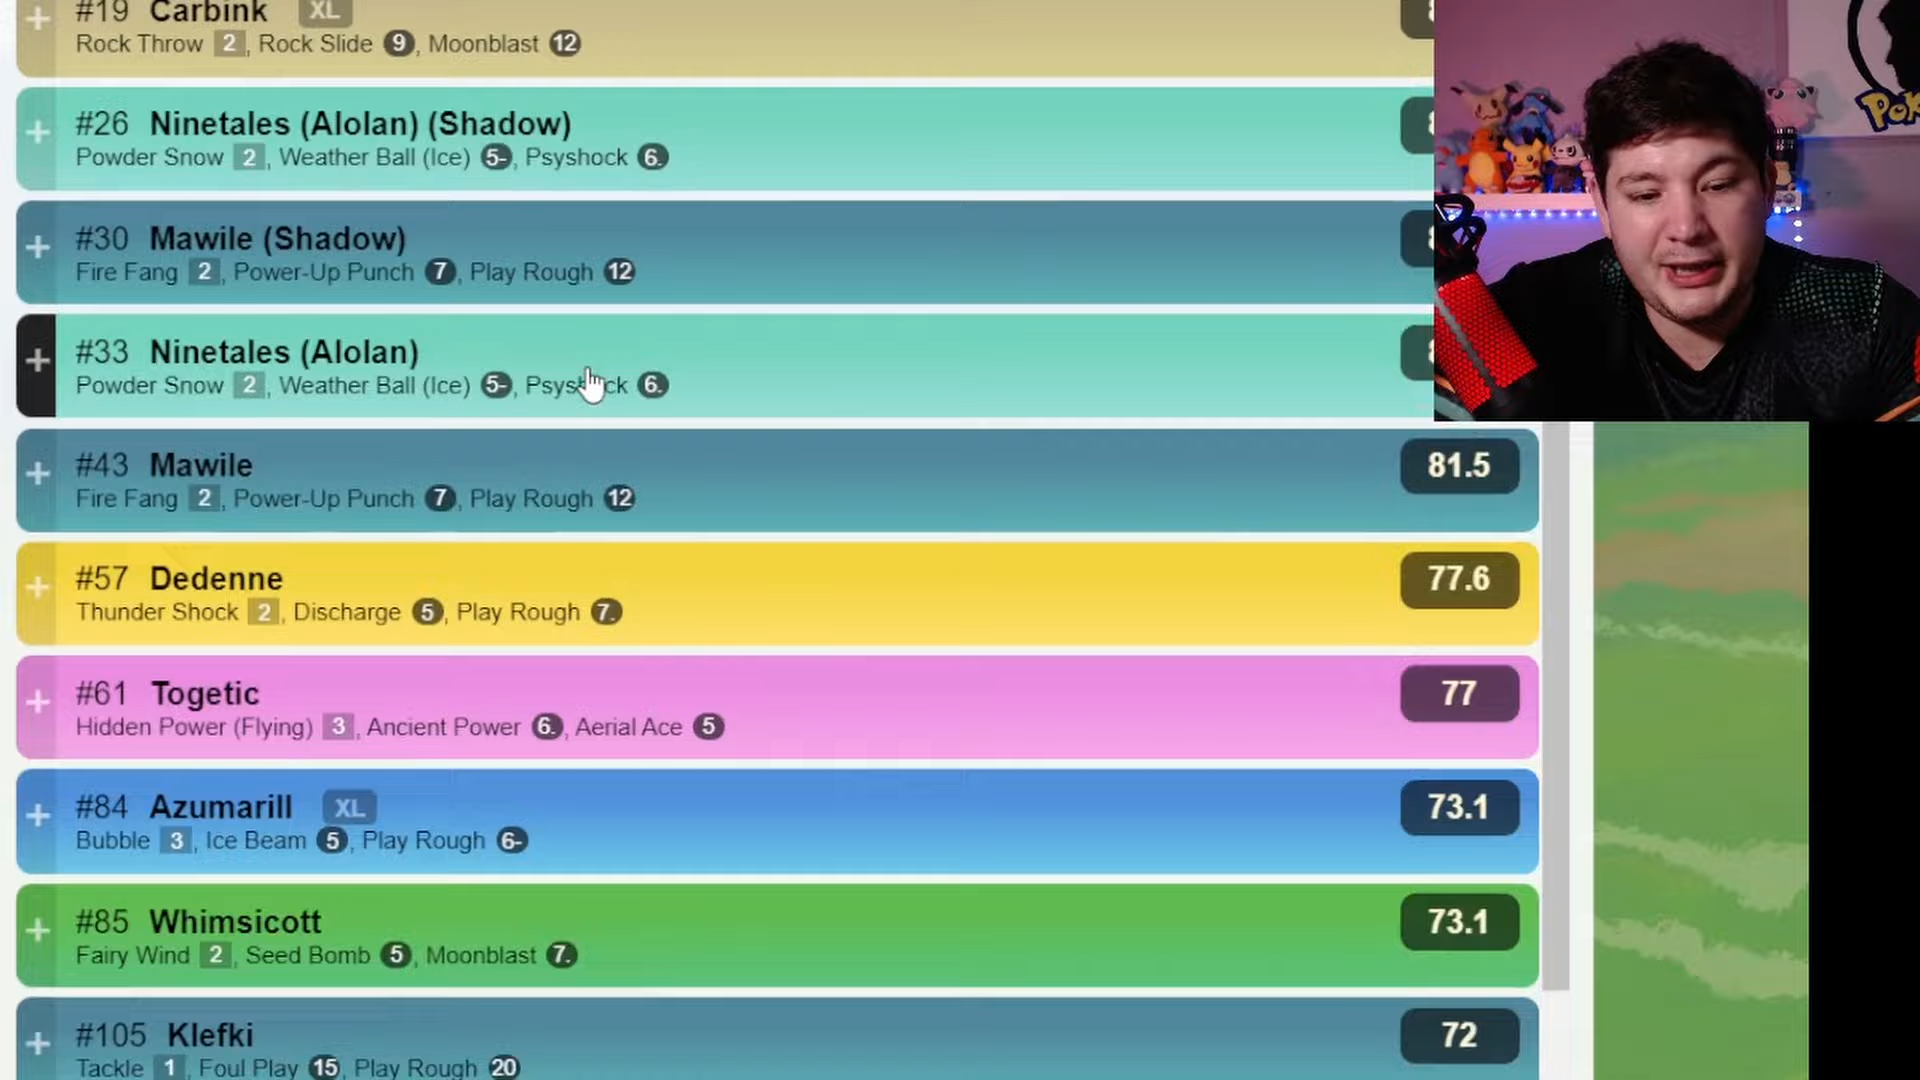 #19 Carbink XL
Rock Throw 2, Rock Slide 9, Moonblast 12
#26 Ninetales (Alolan) (Shadow)
Powder Snow 2, Weather Ball (Ice) 5-, Psyshock 6.
#30 Mawile (Shadow)
Fire Fang 2, Power-Up Punch 7, Play Rough 12
#33 Ninetales (Alolan)
Powder Snow 2, Weather Ball (Ice) 5-, 6.
#43 Mawile 81.5
Fire Fang 2, Power-Up Punch 7, Play Rough 12
#57 Dedenne 77.6
Thunder Shock 2, Discharge 5, Play Rough 7.
#61 Togetic 77
Hidden Power (Flying) 3, Ancient Power 6., Aerial Ace 5
#84 Azumarill XL 73.1
Bubble 3, Ice Beam 5, Play Rough 6-
#85 Whimsicott 73.1
Fairy Wind 2, Seed Bomb 5, Moonblast 7.
#105 Klefki 72
Tackle 1, Foul Play 15, Play Rough 20